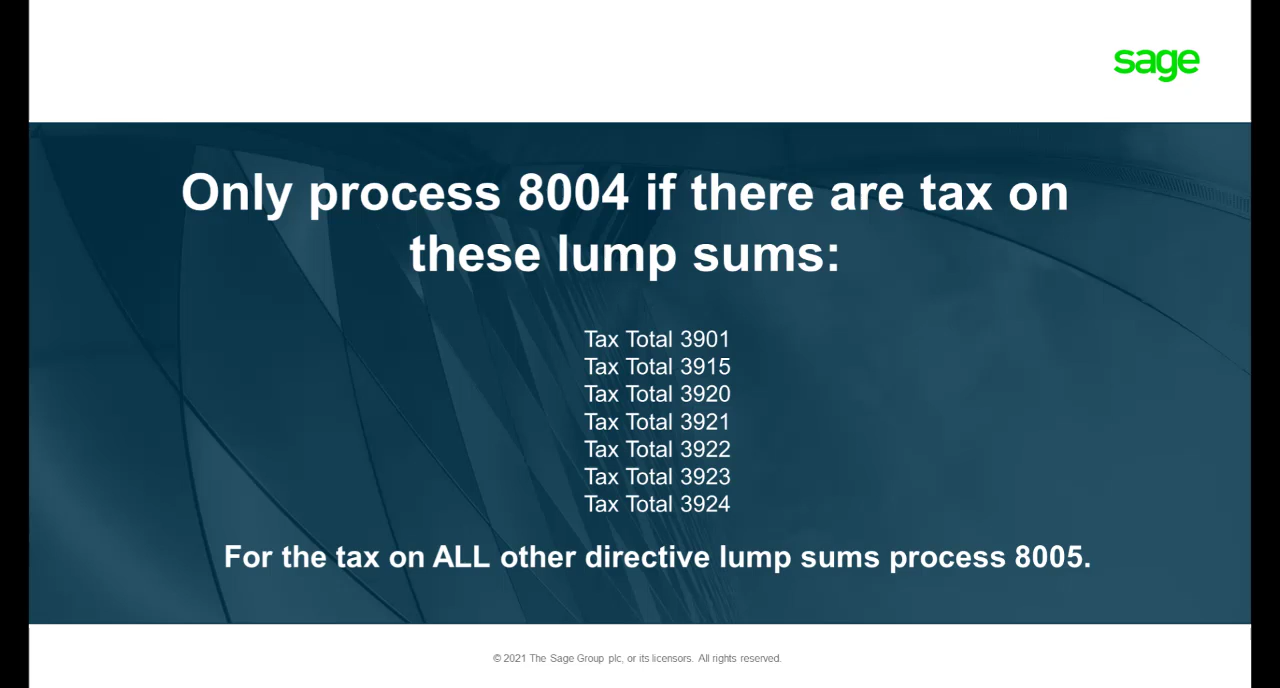 sage
Only process 8004 if there are tax on
these lump sums:
Tax Total 3901
Tax Total 3915
Tax Total 3920
Tax Total 3921
Tax Total 3922
Tax Total 3923
Tax Total 3924
For the tax on ALL other directive lump sums process 8005.
© 2021 The Sage Group plc, or its licensors. All rights reserved.